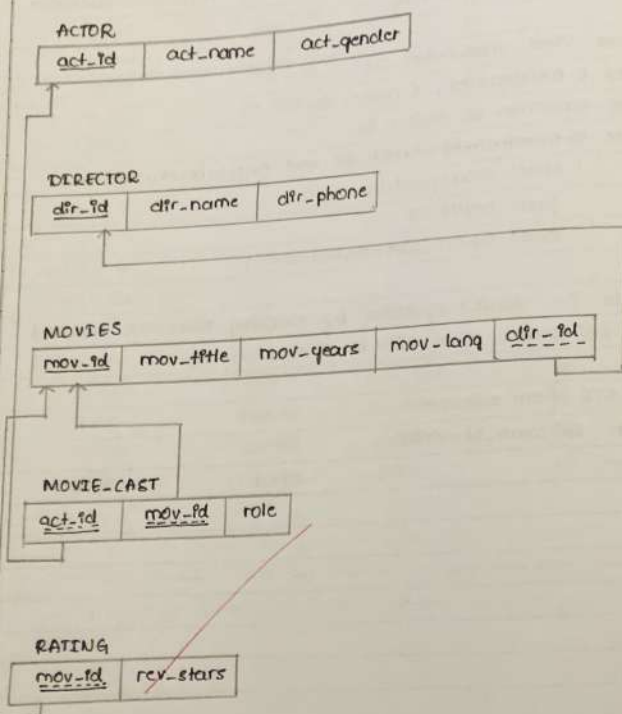 ACTOR
act_id act_name act_gender
DIRECTOR
dir_id dir_name dir_phone
MOVIES
mov_id mov_title mov_years mov_lang dir_id
MOVIE_CAST
act_id mov_id role
RATING
mov_id rev_stars